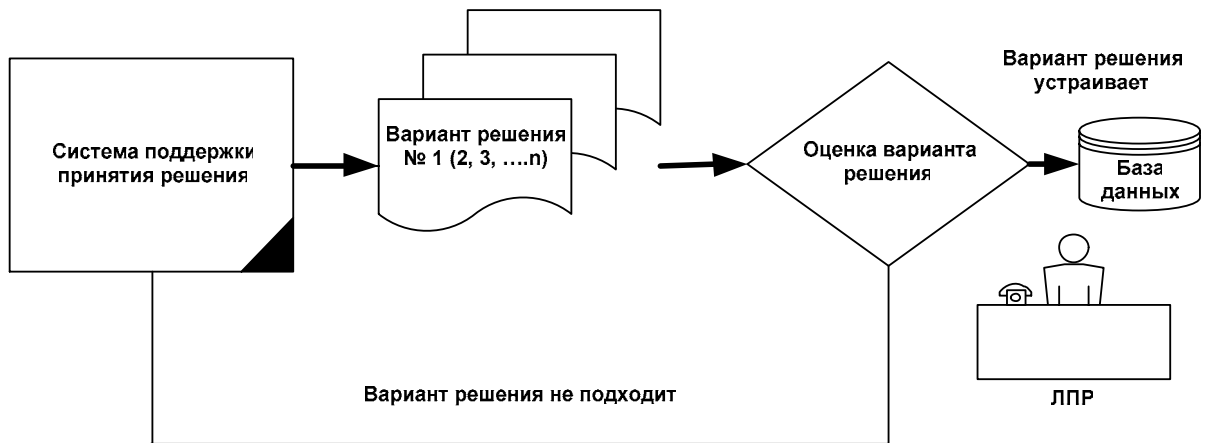 Система поддержки
принятия решения
Вариант решения
№ 1 (2, 3, ….n)
Оценка варианта
решения
Вариант решения
устраивает
База
данных
Вариант решения не подходит
ЛПР